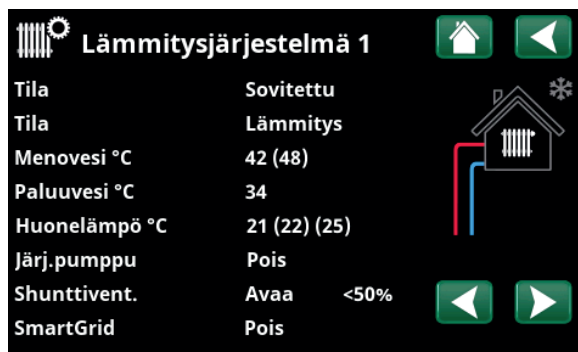 Lämmitysjärjestelmä 1
Tila Sovitettu
Tila Lämmitys
Menovesi °C 42 (48)
Paluuvesi °C 34
Huonelämpö °C 21 (22) (25)
Järj.pumppu Pois
Shunttivent. Avaa <50%
SmartGrid Pois